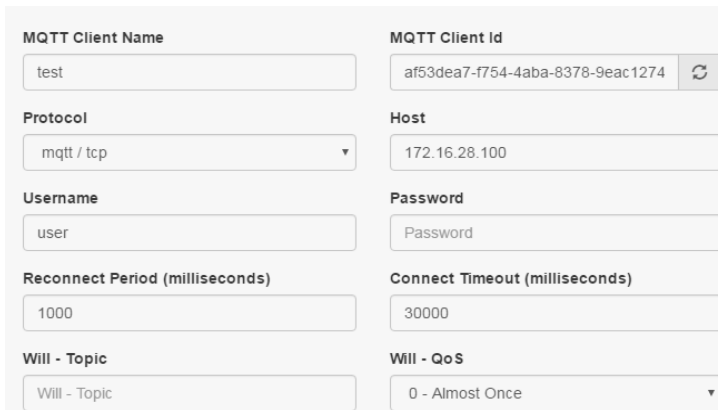 MQTT Client Name MQTT Client Id
test af53dea7-f754-4aba-8378-9eac1274
Protocol Host
mqtt / tcp 172.16.28.100
Username Password
user Password
Reconnect Period (milliseconds) Connect Timeout (milliseconds)
1000 30000
Will - Topic Will - QoS
Will - Topic 0 - Almost Once